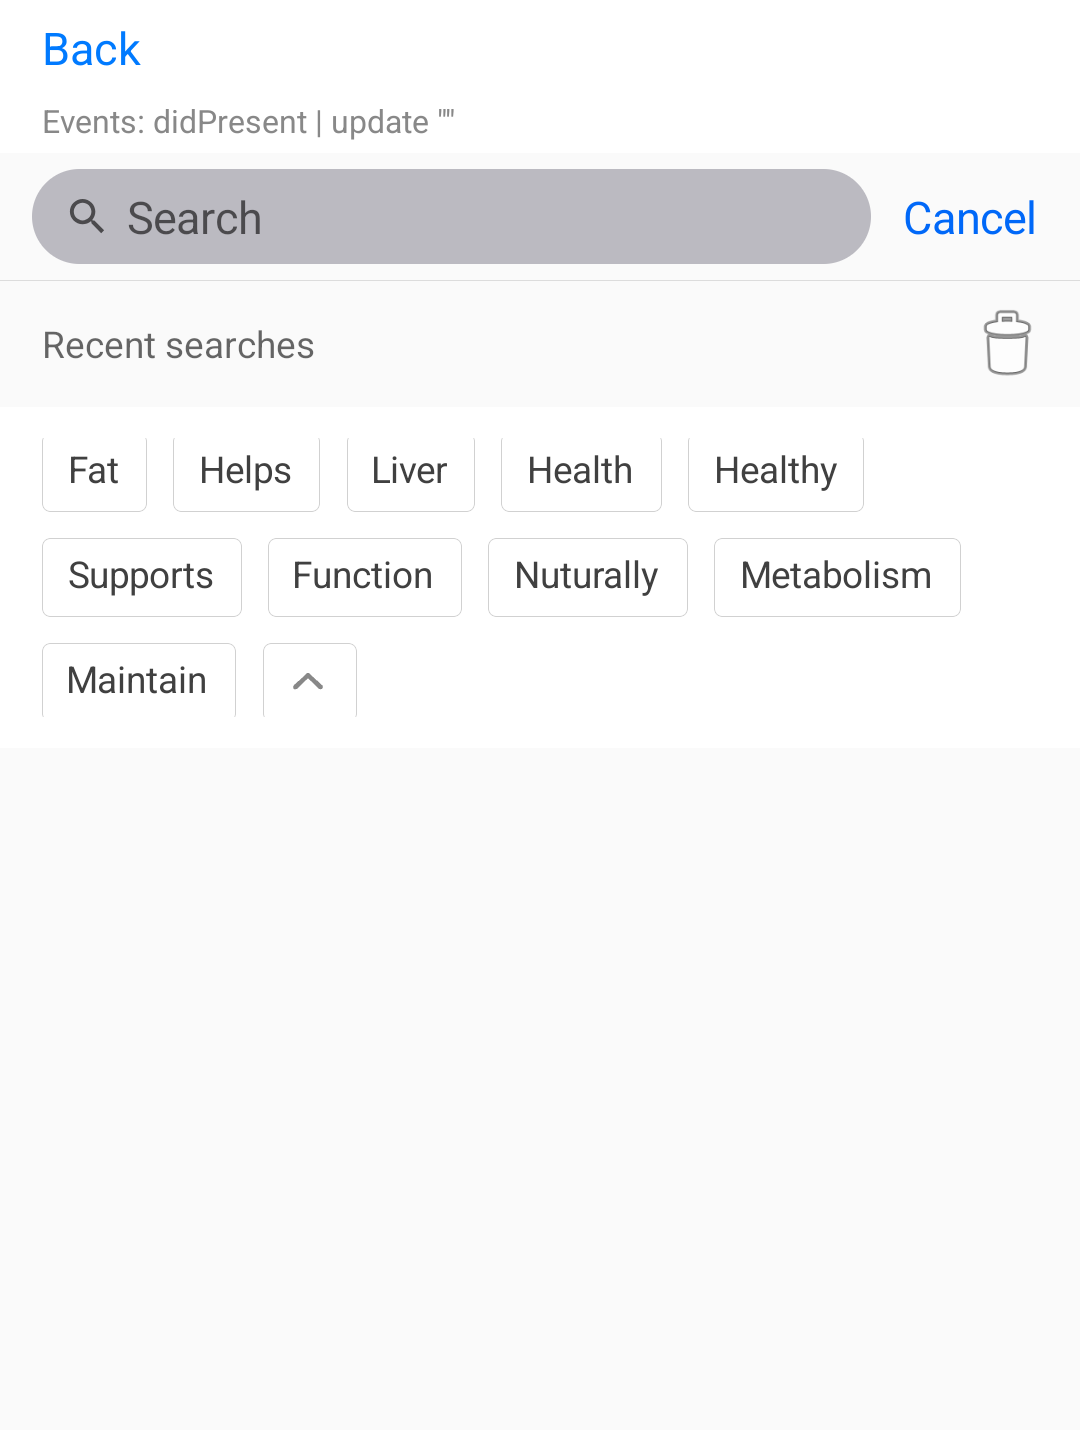 Back
Events: didPresent | update ""
Search
Cancel
Recent searches
Fat Helps Liver Health Healthy
Supports Function Nuturally Metabolism
Maintain